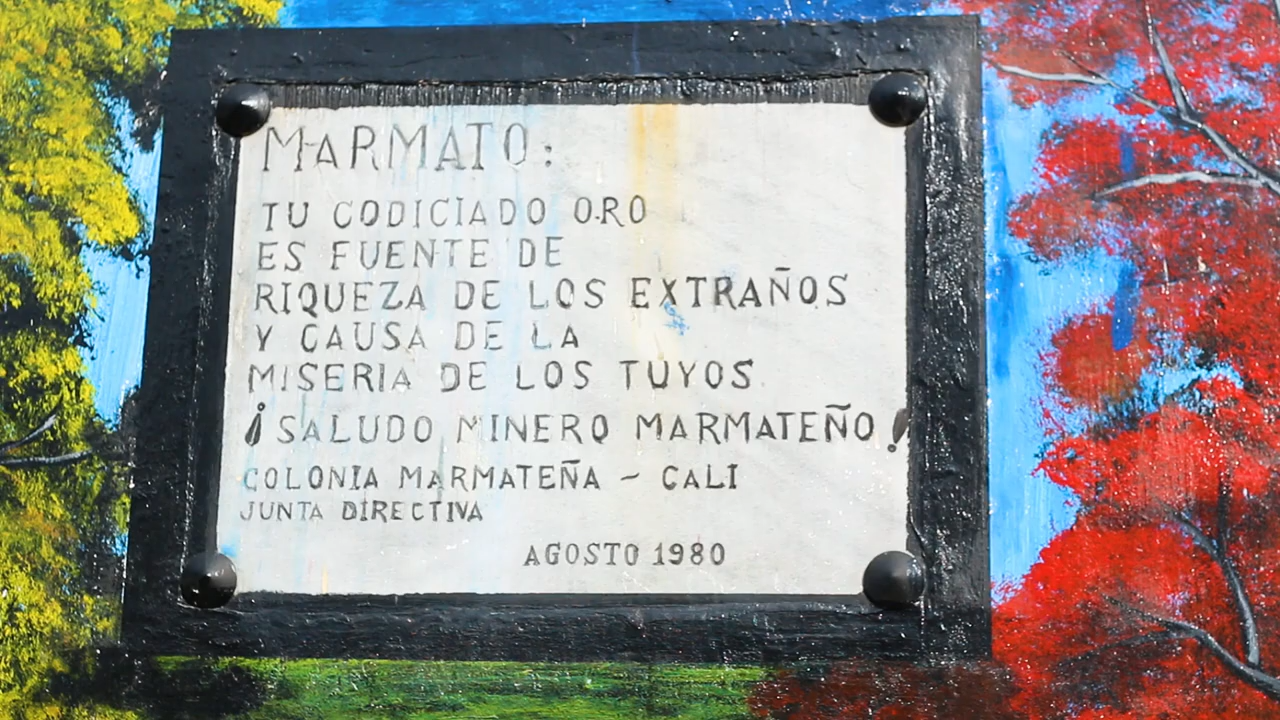 MARMATO:
TU CODICIADO ORO
ES FUENTE DE
RIQUEZA DE LOS EXTRAÑOS
Y CAUSA DE LA
MISERIA DE LOS TUYOS
¡SALUDO MINERO MARMATEÑO!
COLONIA MARMATEÑA - CALI
JUNTA DIRECTIVA
AGOSTO 1980